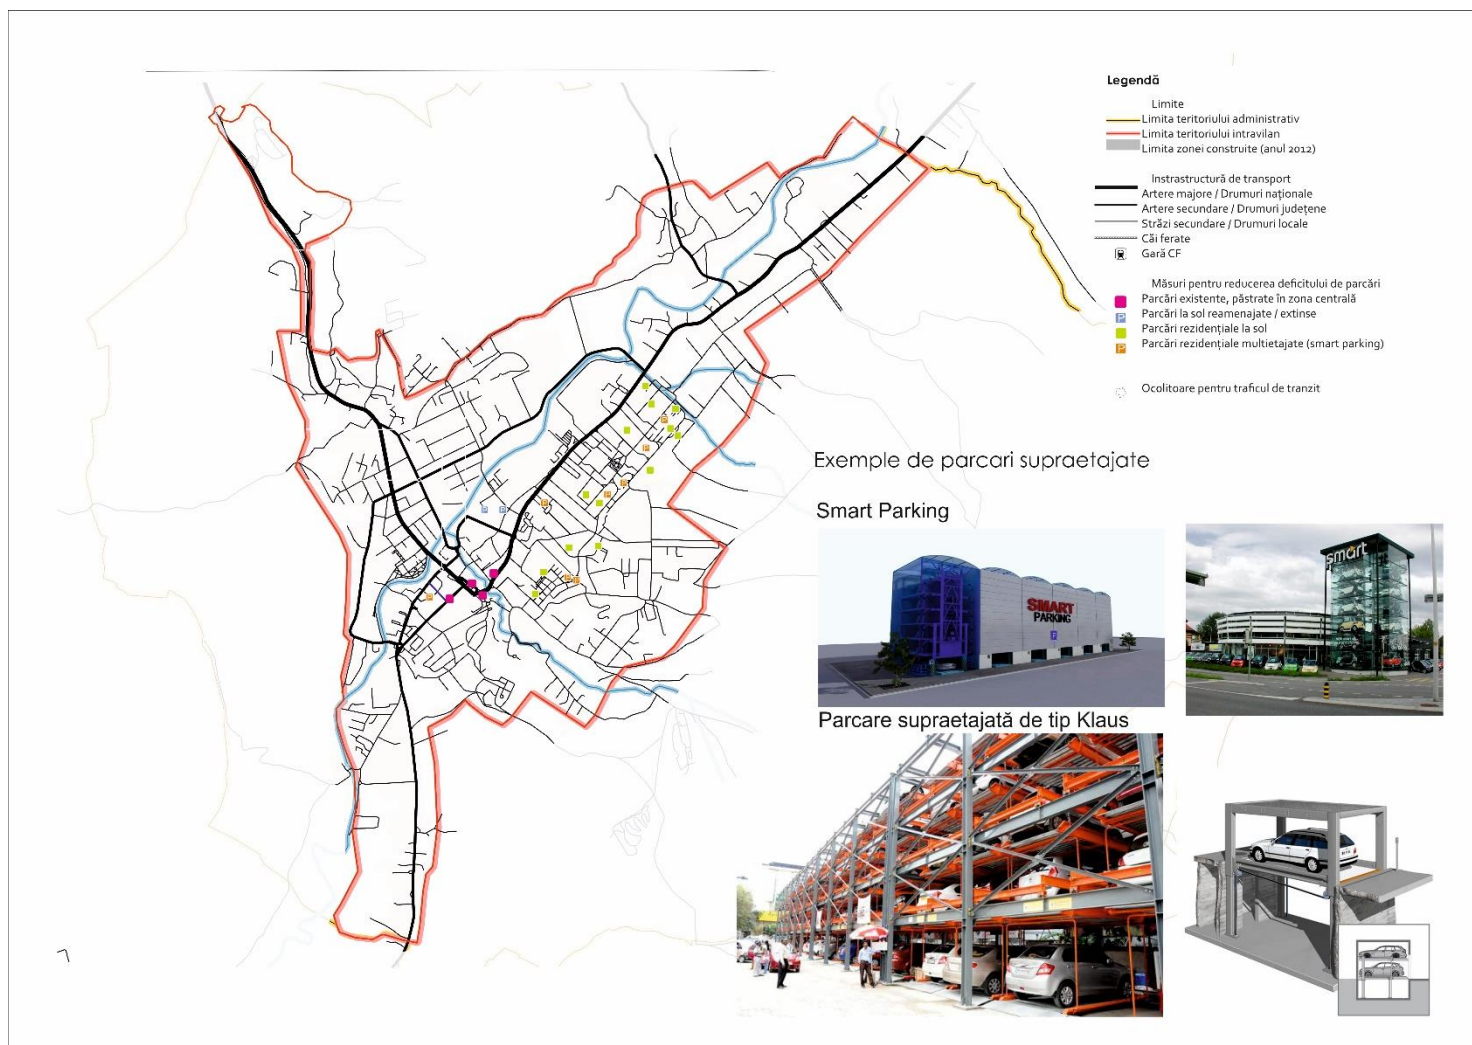 Legendă
Limite
Limita teritoriului administrativ
Limita teritoriului intravilan
Limita zonei construite (anul 2012)
Instrastructură de transport
Artere majore / Drumuri naționale
Artere secundare / Drumuri județene
Străzi secundare / Drumuri locale
Căi ferate
Gară CF
Măsuri pentru reducerea deficitului de parcări
Parcări existente, păstrate în zona centrală
P Parcări la sol reamenajate / extinse
Parcări rezidențiale la sol
P Parcări rezidențiale multietajate (smart parking)
Ocolitoare pentru traficul de tranzit
Exemple de parcari supraetajate
Smart Parking
SMART
PARKING
P
smart
Parcare supraetajată de tip Klaus